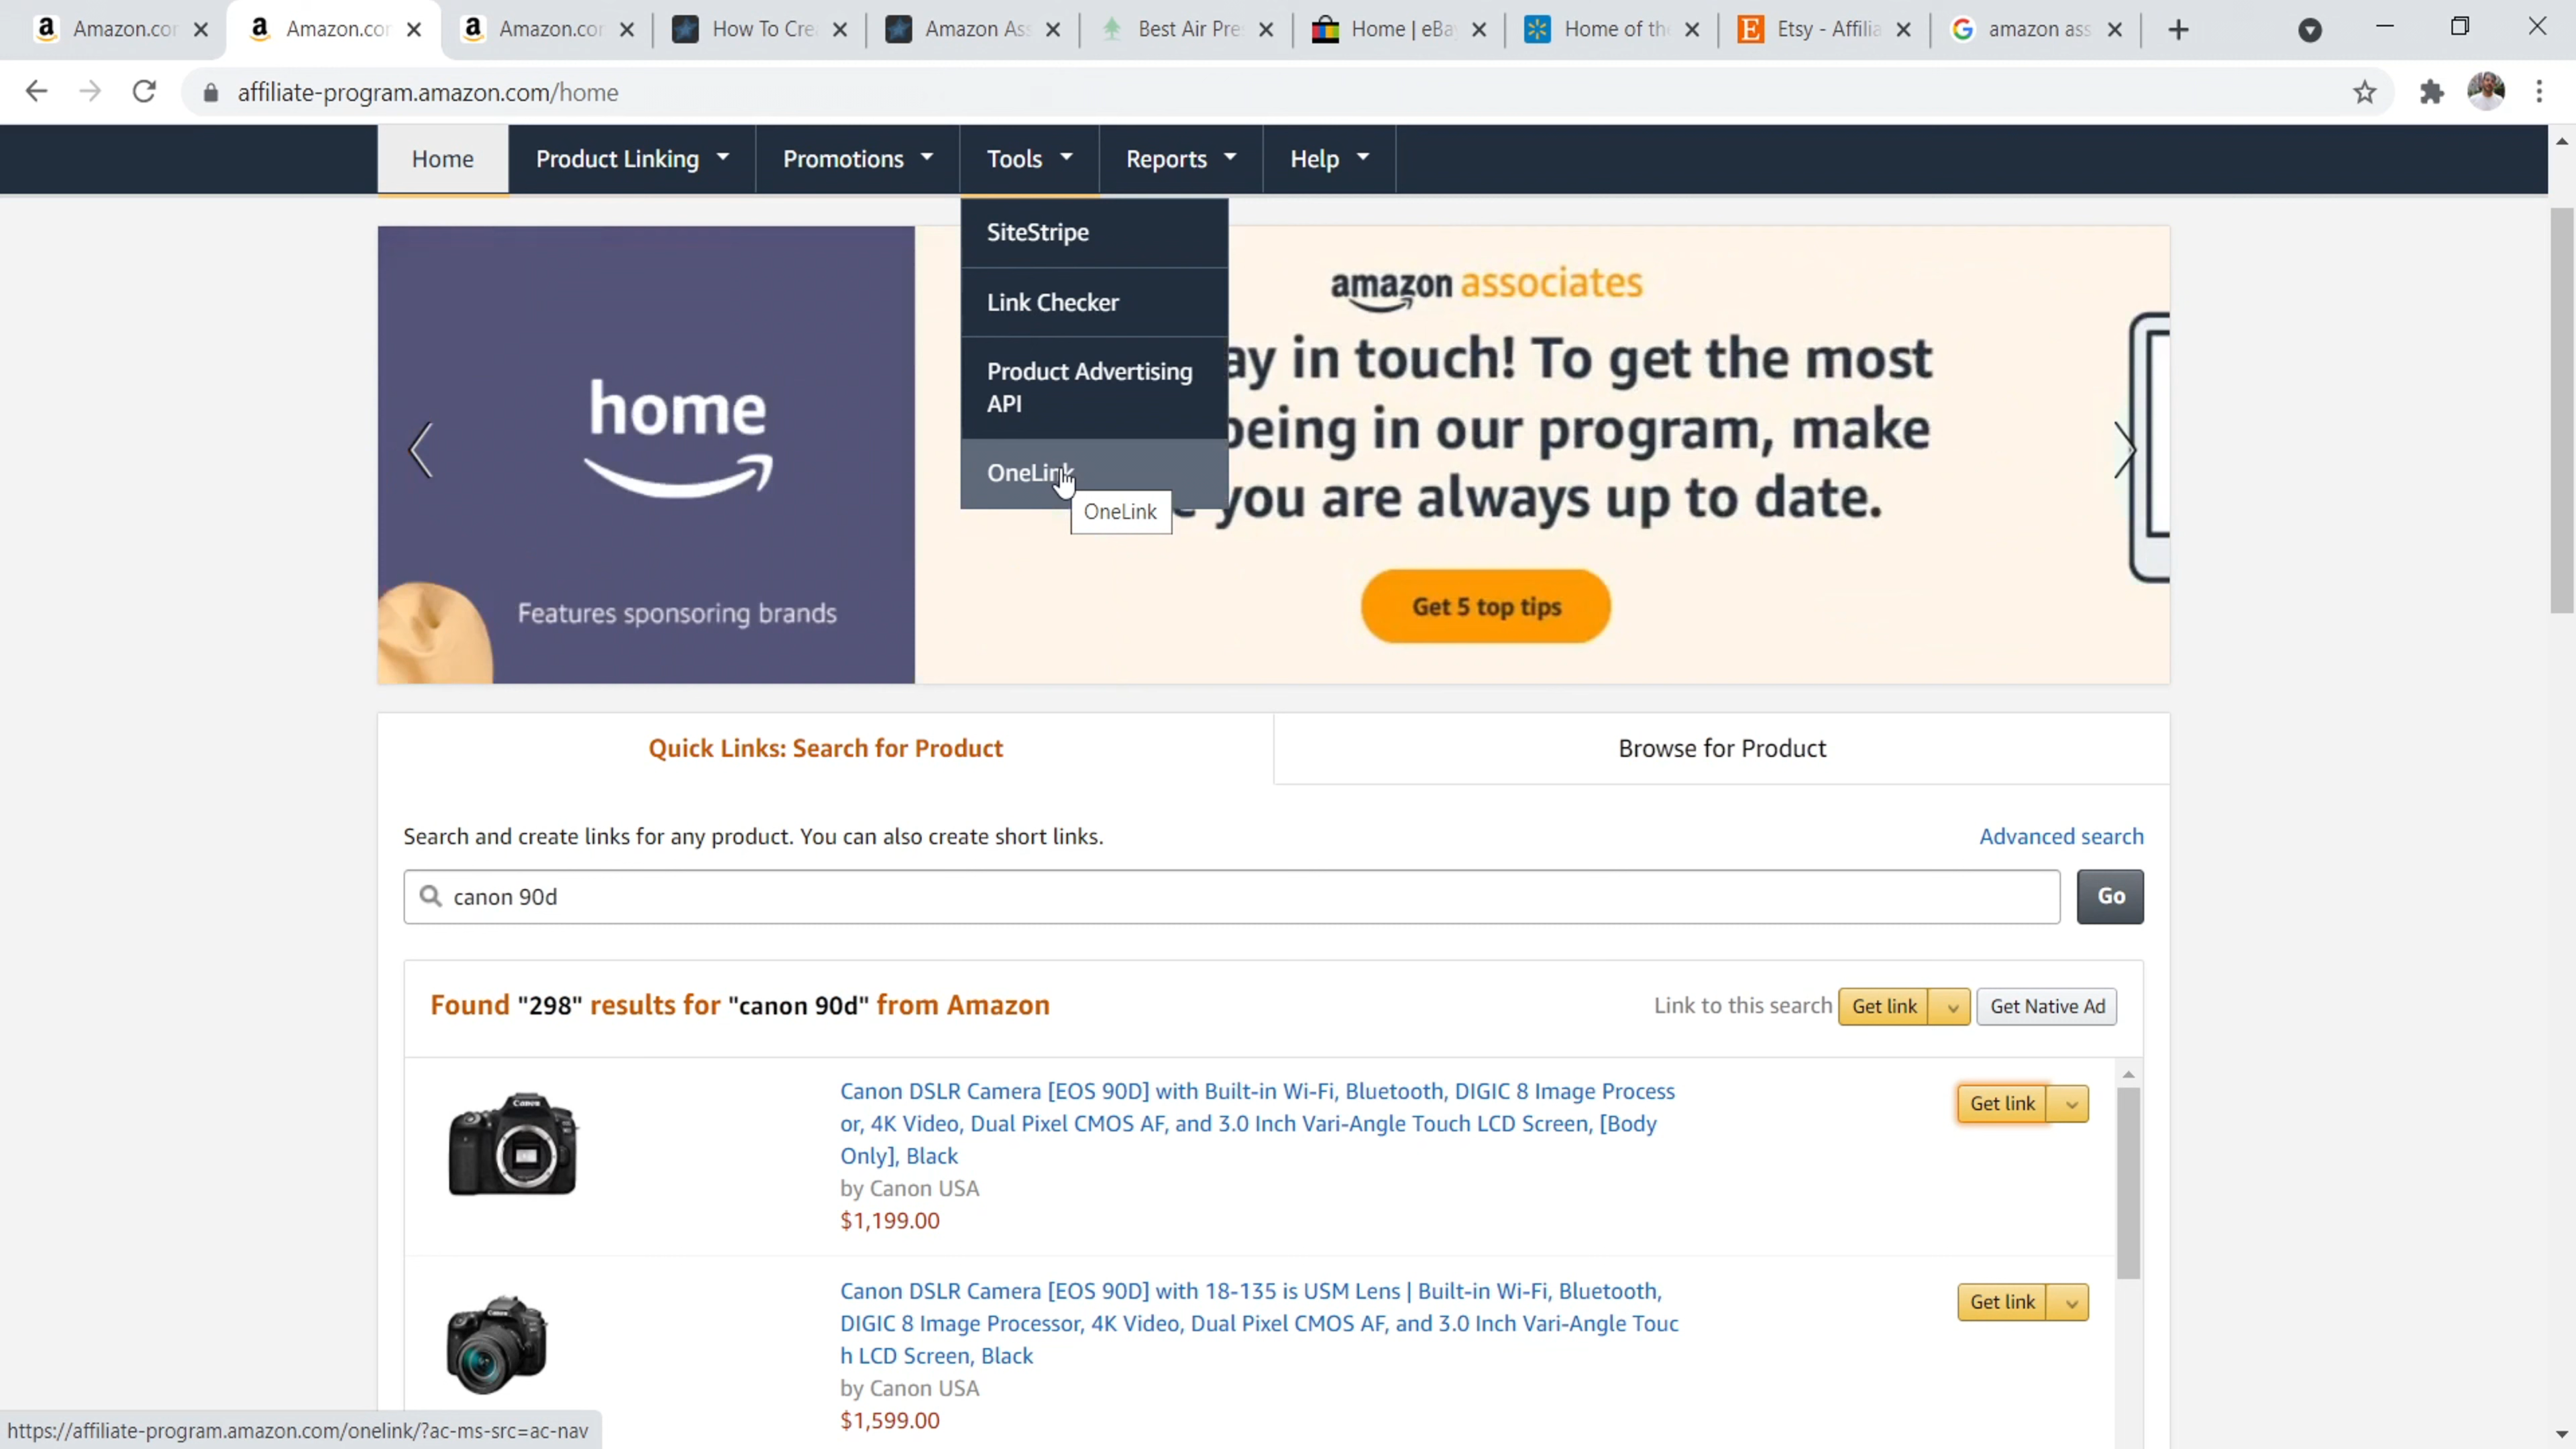 Amazon.cor
Amazon.cor
Amazon.cor
How To Cre
Amazon Ass
Best Air Pre
Home | eBay
Home of th
Etsy - Affilia
amazon ass
affiliate-program.amazon.com/home
Home
Product Linking
Promotions
Tools
Reports
Help
SiteStripe
Link Checker
Product Advertising
API
OneLink
OneLink
home
Features sponsoring brands
amazon associates
ay in touch! To get the most
being in our program, make
you are always up to date.
Get 5 top tips
Quick Links: Search for Product
Browse for Product
Search and create links for any product. You can also create short links.
Advanced search
canon 90d
Go
Found "298" results for "canon 90d" from Amazon
Link to this search
Get link
Get Native Ad
Canon DSLR Camera [EOS 90D] with Built-in Wi-Fi, Bluetooth, DIGIC 8 Image Process
or, 4K Video, Dual Pixel CMOS AF, and 3.0 Inch Vari-Angle Touch LCD Screen, [Body
Only], Black
by Canon USA
$1,199.00
Get link
Canon DSLR Camera [EOS 90D] with 18-135 is USM Lens | Built-in Wi-Fi, Bluetooth,
DIGIC 8 Image Processor, 4K Video, Dual Pixel CMOS AF, and 3.0 Inch Vari-Angle Touc
h LCD Screen, Black
by Canon USA
$1,599.00
Get link
https://affiliate-program.amazon.com/onelink/?ac-ms-src=ac-nav